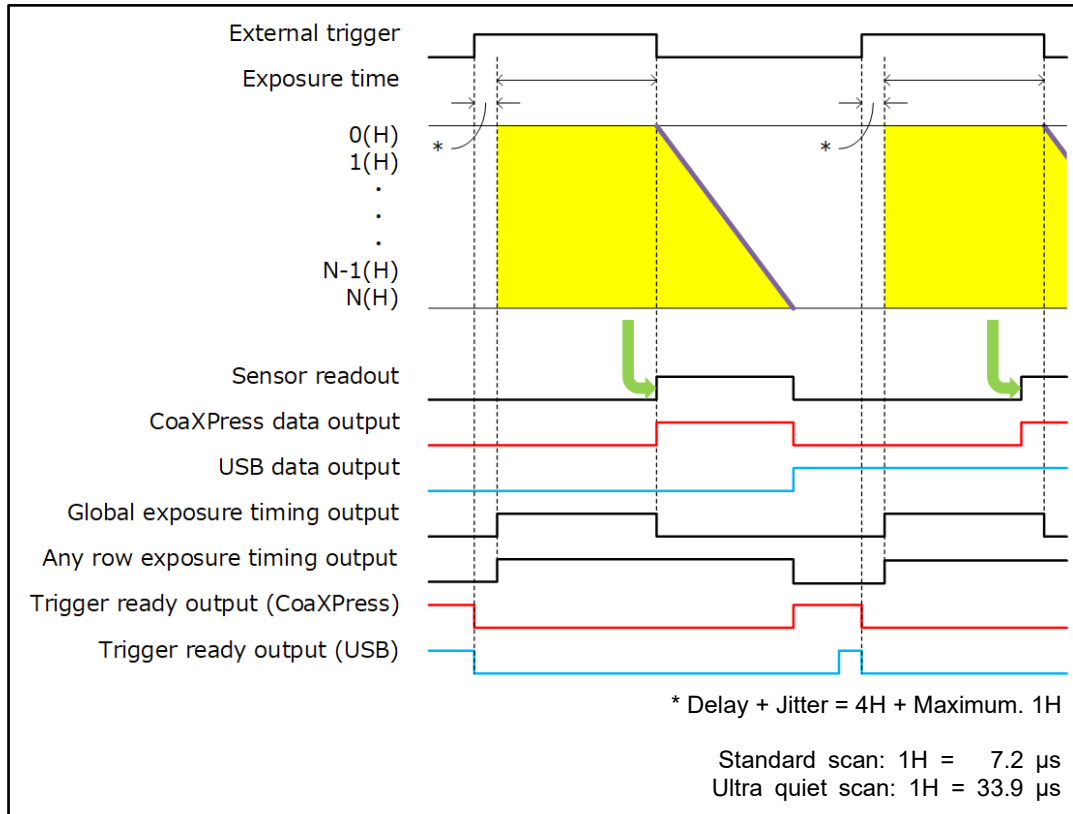 External trigger
Exposure time
0(H)
*
*
1(H)
.
.
.
N-1(H)
N(H)
Sensor readout
CoaXPress data output
USB data output
Global exposure timing output
Any row exposure timing output
Trigger ready output (CoaXPress)
Trigger ready output (USB)
* Delay + Jitter = 4H + Maximum. 1H
Standard scan: 1H = 7.2 µs
Ultra quiet scan: 1H = 33.9 µs